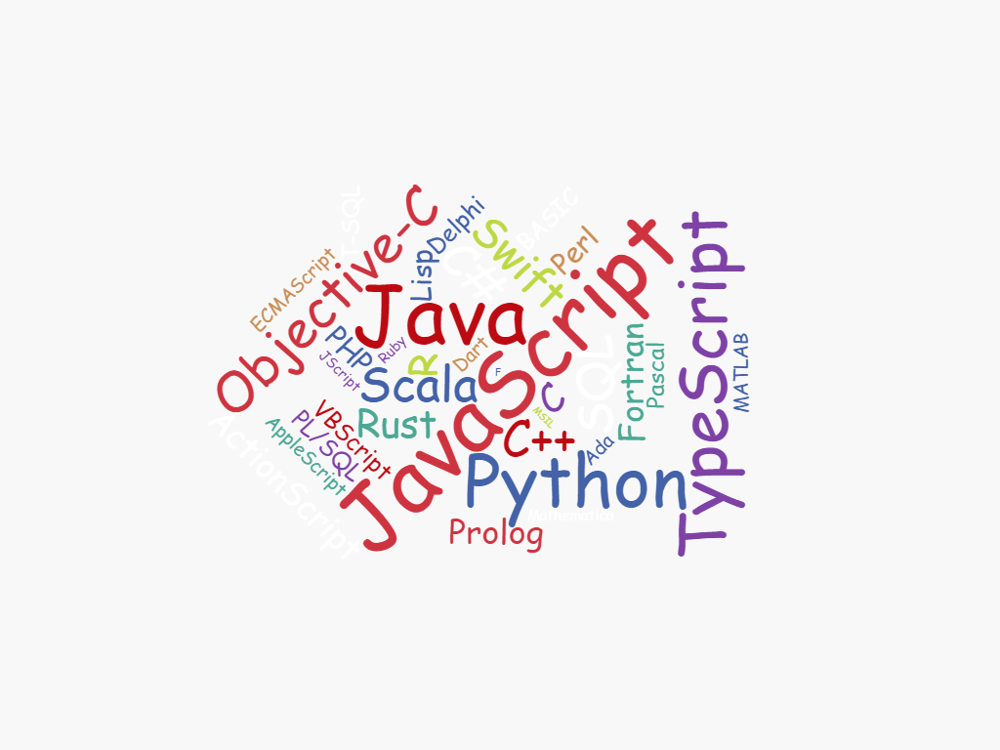 T-SQL
Objective-C
Delphi
BASIC
Swift
Perl
C#
Lisp
ECMAScript
Java
JavaScript
TypeScript
PHP
Ruby
JScript
R
Dart
F
Scala
C
SQL
Fortran
Pascal
MATLAB
VBScript
PL/SQL
AppleScript
ActionScript
Rust
MSIL
C++
Ada
Python
Mathematica
Prolog